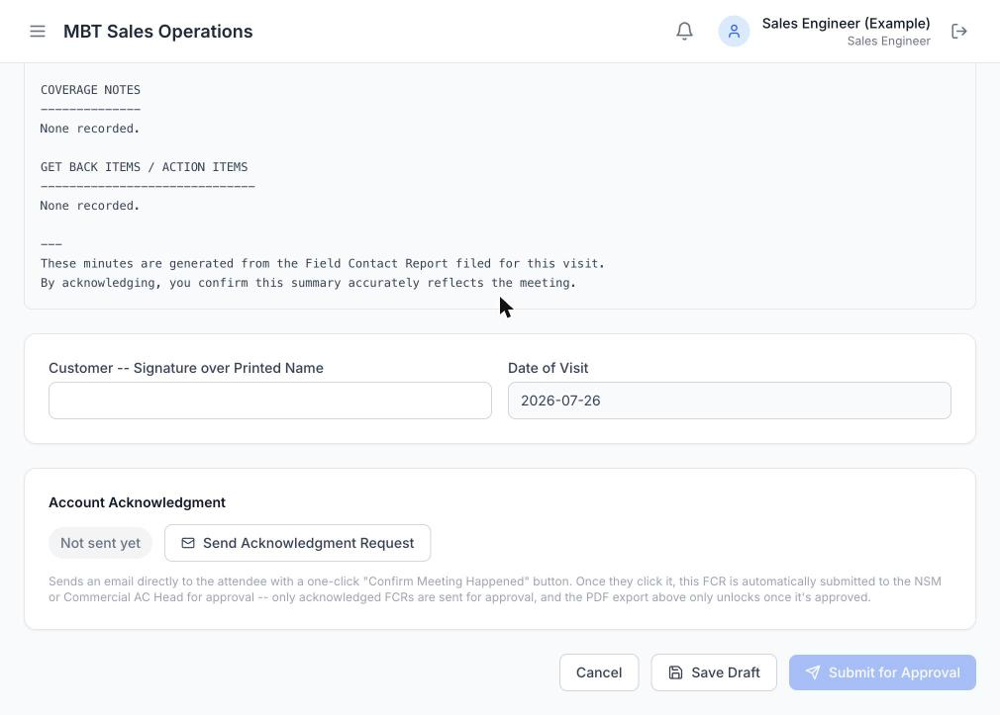 MBT Sales Operations
Sales Engineer (Example)
Sales Engineer
COVERAGE NOTES
--------------
None recorded.
GET BACK ITEMS / ACTION ITEMS
------------------------------
None recorded.
---
These minutes are generated from the Field Contact Report filed for this visit.
By acknowledging, you confirm this summary accurately reflects the meeting.
Customer -- Signature over Printed Name
Date of Visit
2026-07-26
Account Acknowledgment
Not sent yet
Send Acknowledgment Request
Sends an email directly to the attendee with a one-click "Confirm Meeting Happened" button. Once they click it, this FCR is automatically submitted to the NSM
or Commercial AC Head for approval -- only acknowledged FCRs are sent for approval, and the PDF export above only unlocks once it's approved.
Cancel
Save Draft
Submit for Approval